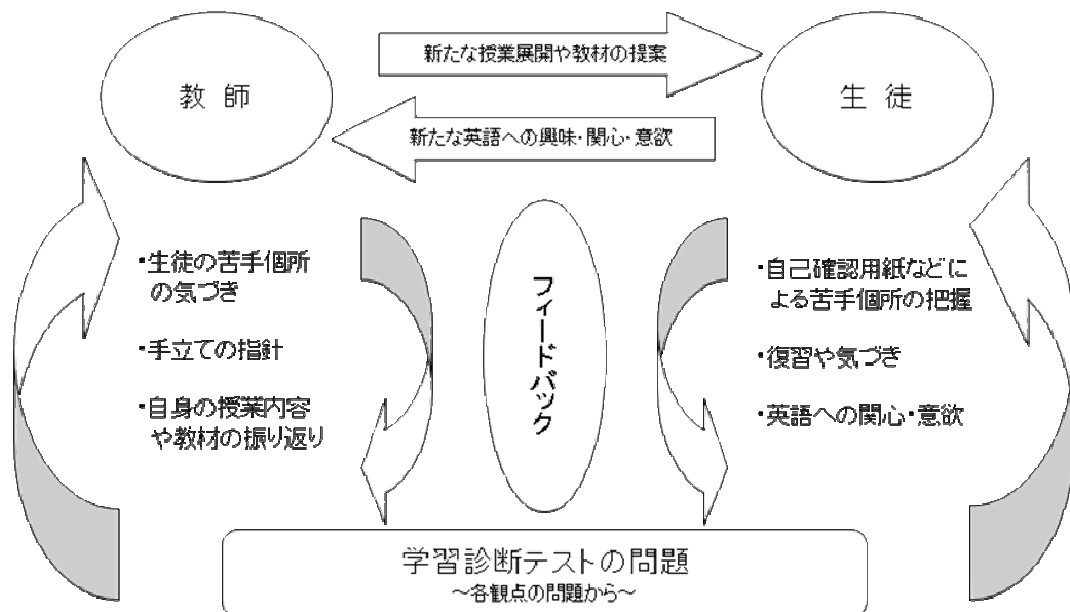 新たな授業展開や教材の提案
教師
生徒
新たな英語への興味・関心・意欲
・生徒の苦手個所
の気づき
・手立ての指針
・自身の授業内容
や教材の振り返り
フィードバック
・自己確認用紙などに
よる苦手個所の把握
・復習や気づき
・英語への関心・意欲
学習診断テストの問題
～各観点の問題から～